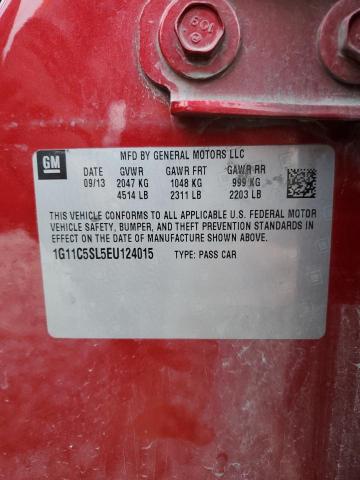 109
GM
MFD BY GENERAL MOTORS LLC
DATE GVWR GAWR FRT GAWR RR
09/13 2047 KG 1048 KG 999 KG
4514 LB 2311 LB 2203 LB
THIS VEHICLE CONFORMS TO ALL APPLICABLE U.S. FEDERAL MOTOR
VEHICLE SAFETY, BUMPER, AND THEFT PREVENTION STANDARDS IN
EFFECT ON THE DATE OF MANUFACTURE SHOWN ABOVE.
1G11C5SL5EU124015 TYPE: PASS CAR